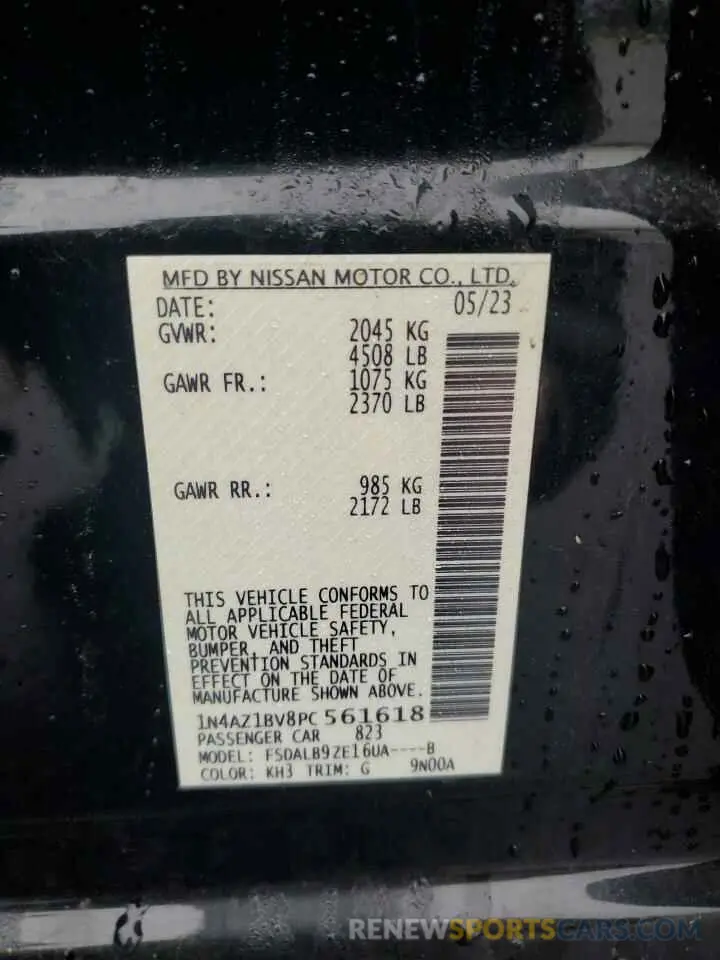 MFD BY NISSAN MOTOR CO., LTD.
DATE: 05/23
GVWR: 2045 KG
4508 LB
GAWR FR.: 1075 KG
2370 LB
GAWR RR.: 985 KG
2172 LB
THIS VEHICLE CONFORMS TO
ALL APPLICABLE FEDERAL
MOTOR VEHICLE SAFETY,
BUMPER, AND THEFT
PREVENTION STANDARDS IN
EFFECT ON THE DATE OF
MANUFACTURE SHOWN ABOVE.
1N4AZ1BV8PC 561618
PASSENGER CAR 823
MODEL: FSDALB9ZE16UA----B
COLOR: KH3 TRIM: G 9N00A
RENEWSPORTSCARS.COM